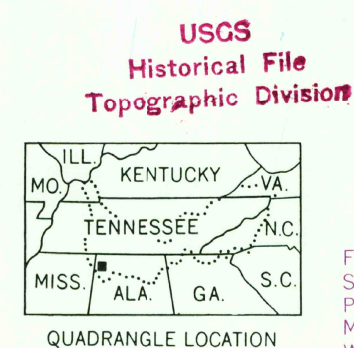 USGS
Historical File
Topographic Division
ILL.
MO.
KENTUCKY
VA.
TENNESSEE
N.C.
MISS.
ALA.
GA.
S.C.
QUADRANGLE LOCATION
F
S
P
M